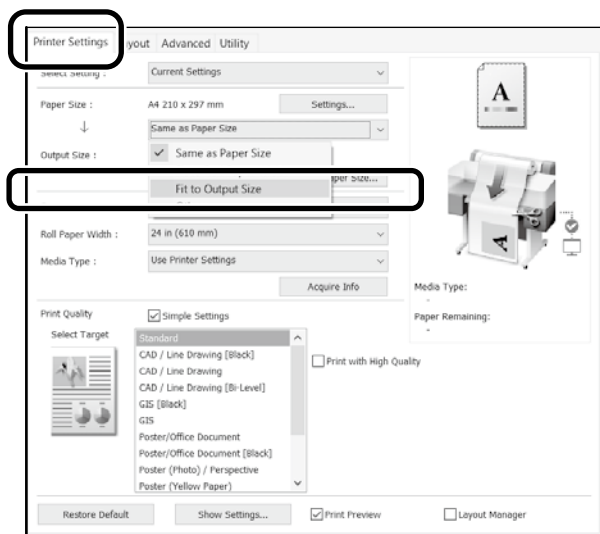 Printer Settings
yout
Advanced
Utility
Select Setting :
Current Settings
Paper Size :
A4 210 x 297 mm
Settings...
Same as Paper Size
Output Size :
Same as Paper Size
Fit to Output Size
Roll Paper Width :
24 in (610 mm)
Media Type :
Use Printer Settings
Acquire Info
Print Quality
Simple Settings
Select Target
Standard
CAD / Line Drawing [Black]
CAD / Line Drawing
CAD / Line Drawing [Bi-Level]
GIS [Black]
GIS
Poster/Office Document
Poster/Office Document [Black]
Poster (Photo) / Perspective
Poster (Yellow Paper)
Print with High Quality
A
A
Media Type:
-
Paper Remaining:
-
Restore Default
Show Settings...
Print Preview
Layout Manager